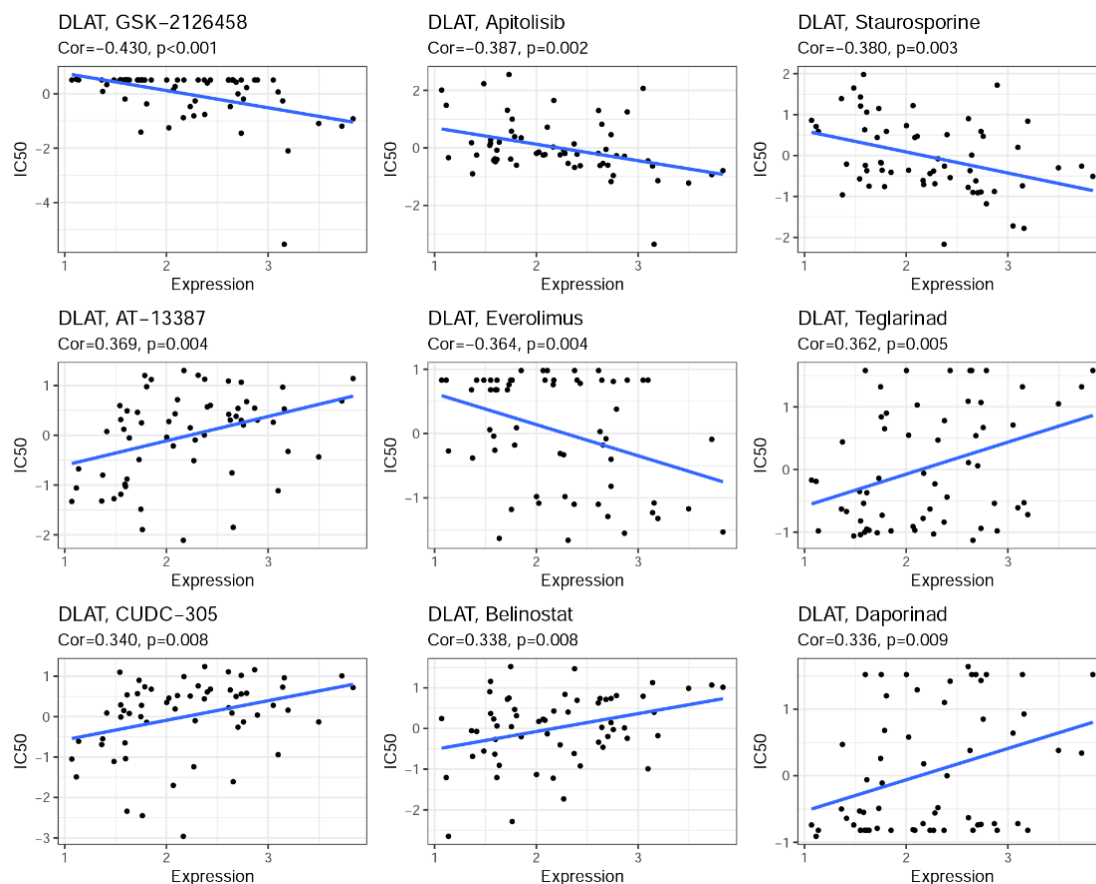 DLAT, GSK−2126458
Cor=−0.430, p<0.001
IC50
0
−2
−4
1
2
3
Expression
DLAT, Apitolisib
Cor=−0.387, p=0.002
IC50
2
0
−2
1
2
3
Expression
DLAT, Staurosporine
Cor=−0.380, p=0.003
IC50
2
1
0
−1
−2
1
2
3
Expression
DLAT, AT−13387
Cor=0.369, p=0.004
IC50
1
0
−1
−2
1
2
3
Expression
DLAT, Everolimus
Cor=−0.364, p=0.004
IC50
1
0
−1
1
2
3
Expression
DLAT, Teglarinad
Cor=0.362, p=0.005
IC50
1
0
−1
1
2
3
Expression
DLAT, CUDC−305
Cor=0.340, p=0.008
IC50
1
0
−1
−2
−3
1
2
3
Expression
DLAT, Belinostat
Cor=0.338, p=0.008
IC50
1
0
−1
−2
1
2
3
Expression
DLAT, Daporinad
Cor=0.336, p=0.009
IC50
1
0
−1
1
2
3
Expression